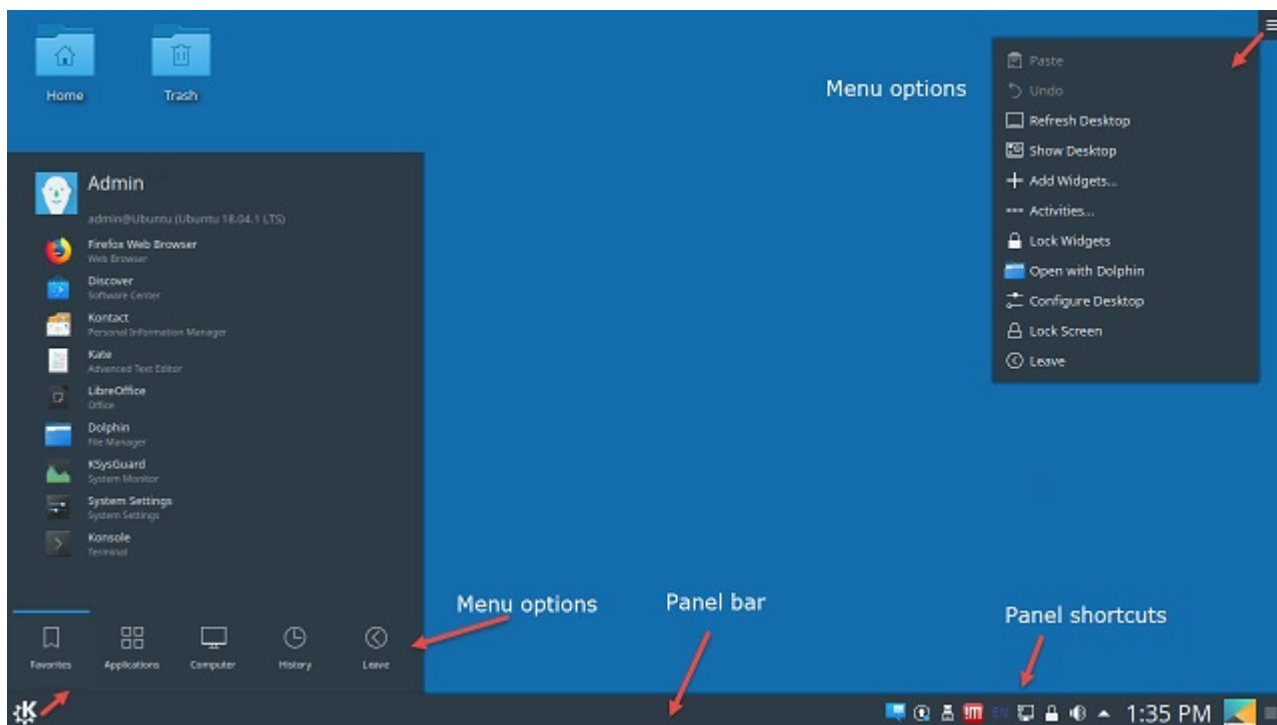 Home
Trash
Menu options
Paste
Undo
Refresh Desktop
Show Desktop
Add Widgets...
Activities...
Lock Widgets
Open with Dolphin
Configure Desktop
Lock Screen
Leave
Admin
admin@Ubuntu (Ubuntu 18.04.1 LTS)
Firefox Web Browser
Web Browser
Discover
Software Center
Kontact
Personal Information Manager
Kate
Advanced Text Editor
LibreOffice
Office
Dolphin
File Manager
KSysGuard
System Monitor
System Settings
System Settings
Konsole
Terminal
Menu options
Panel bar
Panel shortcuts
Favorites
Applications
Computer
History
Leave
EN
1:35 PM